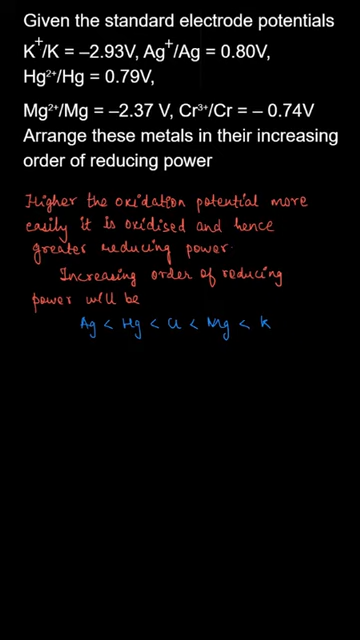 Given the standard electrode potentials
K⁺/K = –2.93V, Ag⁺/Ag = 0.80V,
Hg²⁺/Hg = 0.79V,
Mg²⁺/Mg = –2.37 V, Cr³⁺/Cr = – 0.74V
Arrange these metals in their increasing
order of reducing power
Higher the oxidation potential more
easily it is oxidised and hence
greater reducing power.
Increasing order of reducing
power will be
Ag < Hg < Cr < Mg < K